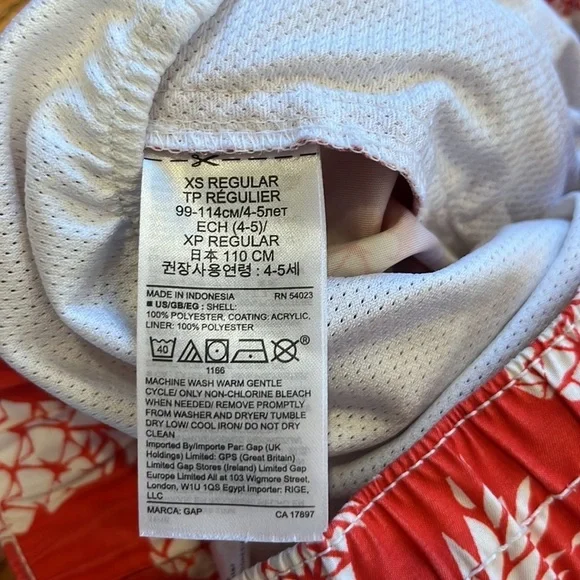 XS REGULAR
TP RÉGULIER
99-114см/4-5лет
ECH (4-5)/
XP REGULAR
日本 110 CM
권장사용연령 : 4-5세
MADE IN INDONESIA RN 54023
■ US/GB/EG : SHELL:
100% POLYESTER, COATING: ACRYLIC,
LINER: 100% POLYESTER
40
1166
MACHINE WASH WARM GENTLE
CYCLE/ ONLY NON-CHLORINE BLEACH
WHEN NEEDED/ REMOVE PROMPTLY
FROM WASHER AND DRYER/ TUMBLE
DRY LOW/ COOL IRON/ DO NOT DRY
CLEAN
Imported By/Importe Par: Gap (UK
Holdings) Limited: GPS (Great Britain)
Limited Gap Stores (Ireland) Limited Gap
Europe Limited All at 103 Wigmore Street,
London, W1U 1QS Egypt Importer: RIGE,
LLC
MARCA: GAP CA 17897